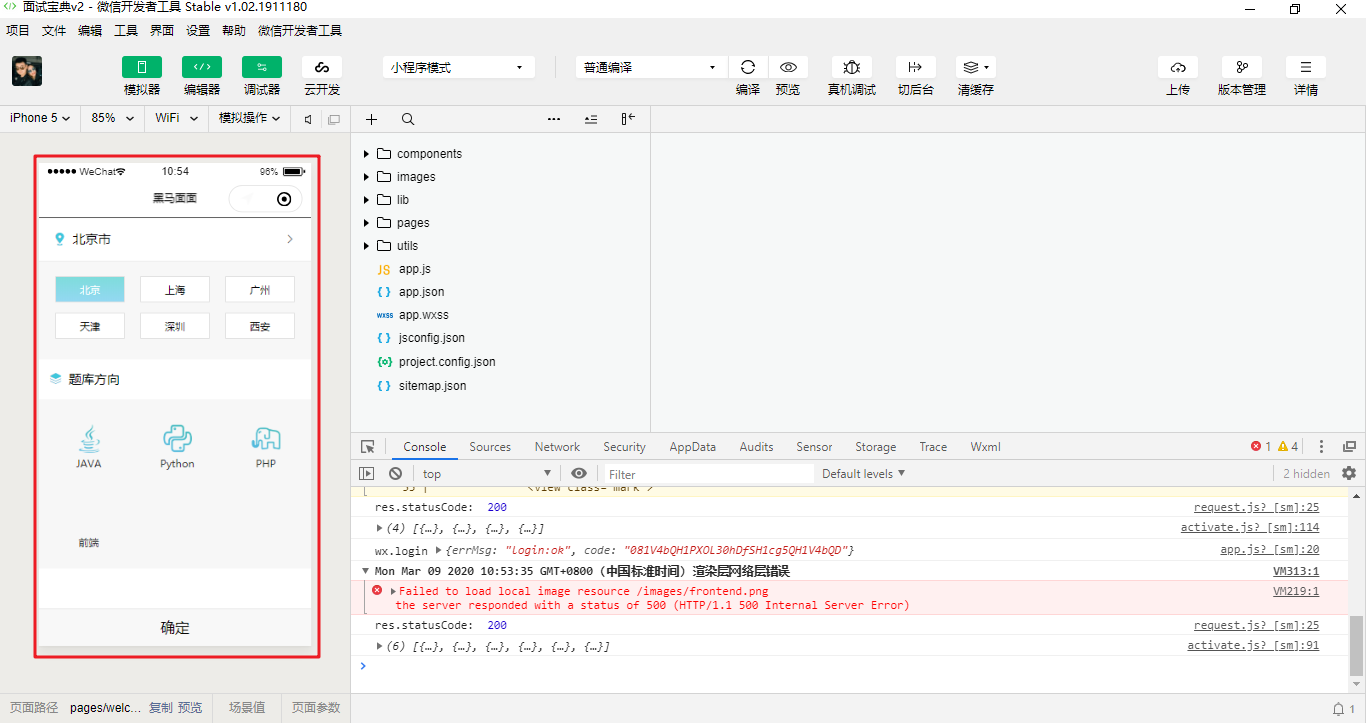 面试宝典v2 - 微信开发者工具 Stable v1.02.1911180
项目 文件 编辑 工具 界面 设置 帮助 微信开发者工具
小程序模式 普通编译
模拟器 编辑器 调试器 云开发 编译 预览 真机调试 切后台 清缓存 上传 版本管理 详情
iPhone 5 85% WiFi 模拟操作
WeChat 10:54 96%
黑马面面
北京市
北京 上海 广州
天津 深圳 西安
题库方向
JAVA Python PHP
前端
确定
components
images
lib
pages
utils
JS app.js
{ } app.json
WXSS app.wxss
{ } jsconfig.json
{o} project.config.json
{ } sitemap.json
Console Sources Network Security AppData Audits Sensor Storage Trace Wxml 1 4
top Filter Default levels 2 hidden
res.statusCode: 200 request.js? [sm]:25
(4) [{…}, {…}, {…}, {…}] activate.js? [sm]:114
wx.login {errMsg: "login:ok", code: "081V4bQH1PXOL30hDfSH1cg5QH1V4bQD"} app.js? [sm]:20
Mon Mar 09 2020 10:53:35 GMT+0800 (中国标准时间) 渲染层网络层错误 VM313:1
Failed to load local image resource /images/frontend.png VM219:1
the server responded with a status of 500 (HTTP/1.1 500 Internal Server Error)
res.statusCode: 200 request.js? [sm]:25
(6) [{…}, {…}, {…}, {…}, {…}, {…}] activate.js? [sm]:91
页面路径 pages/welc... 复制 预览 场景值 页面参数 1